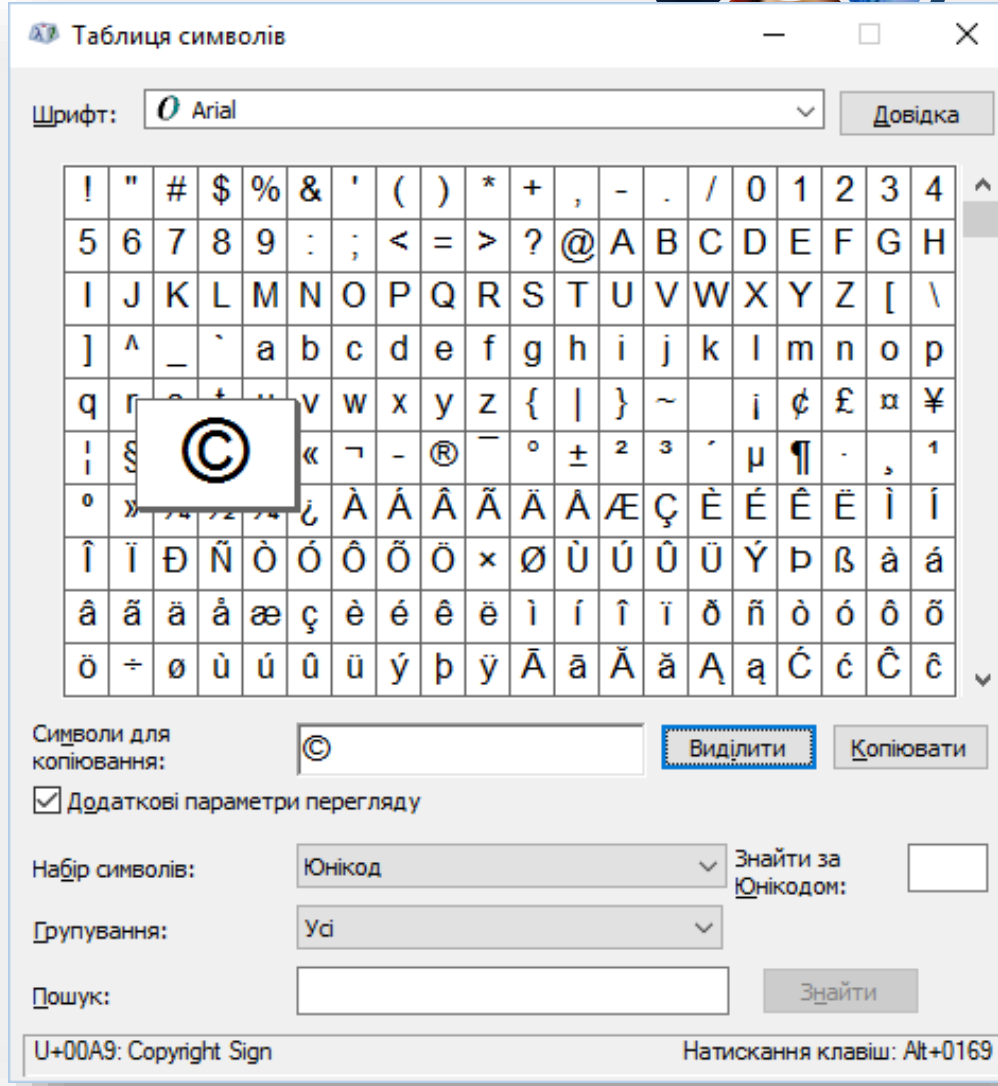 Таблиця символів
Шрифт: O Arial Довідка
! " # $ % & ' ( ) * + , - . / 0 1 2 3 4
5 6 7 8 9 : ; < = > ? @ A B C D E F G H
I J K L M N O P Q R S T U V W X Y Z [ \
] ^ _ ` a b c d e f g h i j k l m n o p
q r v w x y z { | } ~ ¡ ¢ £ ¤ ¥
¦ § © « ¬ - ® ¯ ° ± ² ³ ´ µ ¶ · ¸ ¹
º » ¿ À Á Â Ã Ä Å Æ Ç È É Ê Ë Ì Í
Î Ï Ð Ñ Ò Ó Ô Õ Ö × Ø Ù Ú Û Ü Ý Þ ß à á
â ã ä å æ ç è é ê ë ì í î ï ð ñ ò ó ô õ
ö ÷ ø ù ú û ü ý þ ÿ Ā ā Ă ă Ą ą Ć ć Ĉ ĉ
Символи для
копіювання: © Виділити Копіювати
Додаткові параметри перегляду
Набір символів: Юнікод Знайти за
Юнікодом:
Групування: Усі
Пошук: Знайти
U+00A9: Copyright Sign Натискання клавіш: Alt+0169